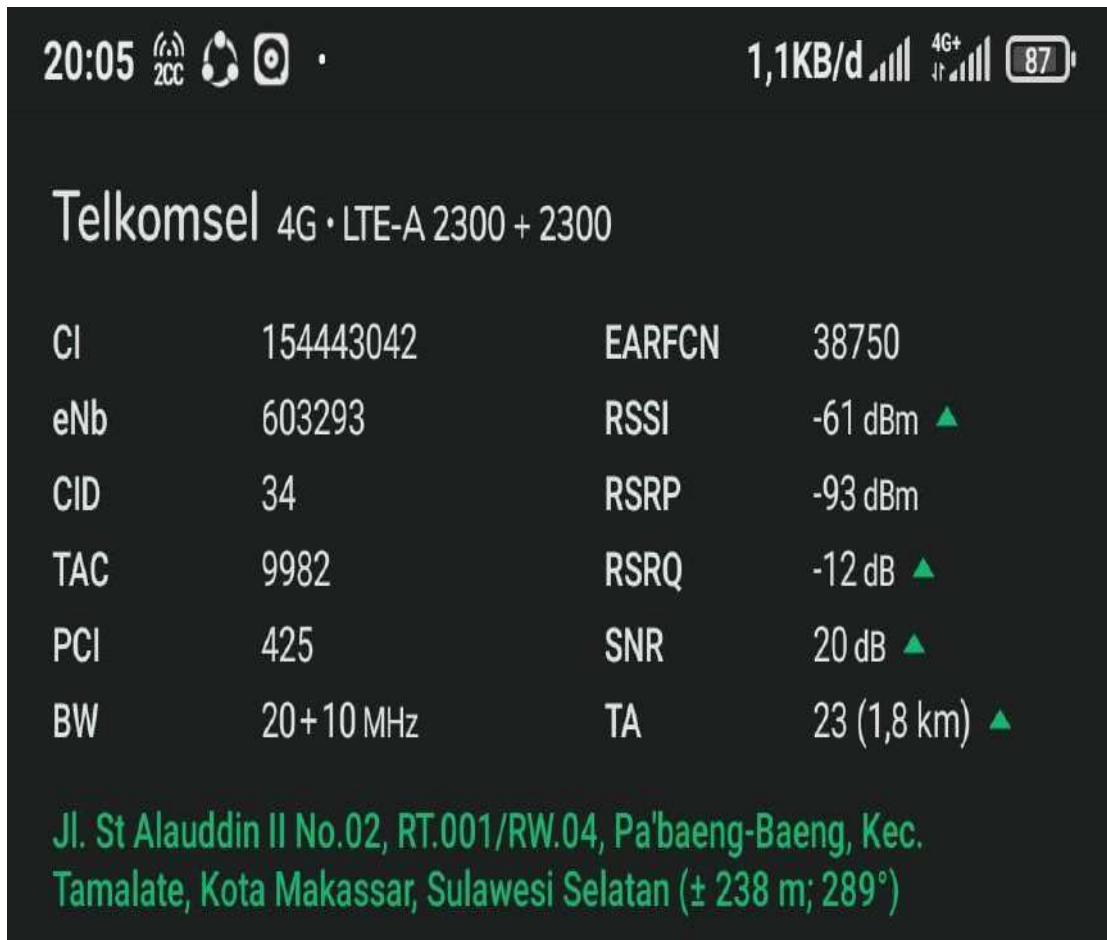 20:05 2CC 1,1KB/d 4G+ 87
Telkomsel 4G • LTE-A 2300 + 2300
CI 154443042 EARFCN 38750
eNb 603293 RSSI -61 dBm
CID 34 RSRP -93 dBm
TAC 9982 RSRQ -12 dB
PCI 425 SNR 20 dB
BW 20+10 MHz TA 23 (1,8 km)
Jl. St Alauddin II No.02, RT.001/RW.04, Pa'baeng-Baeng, Kec.
Tamalate, Kota Makassar, Sulawesi Selatan (± 238 m; 289°)